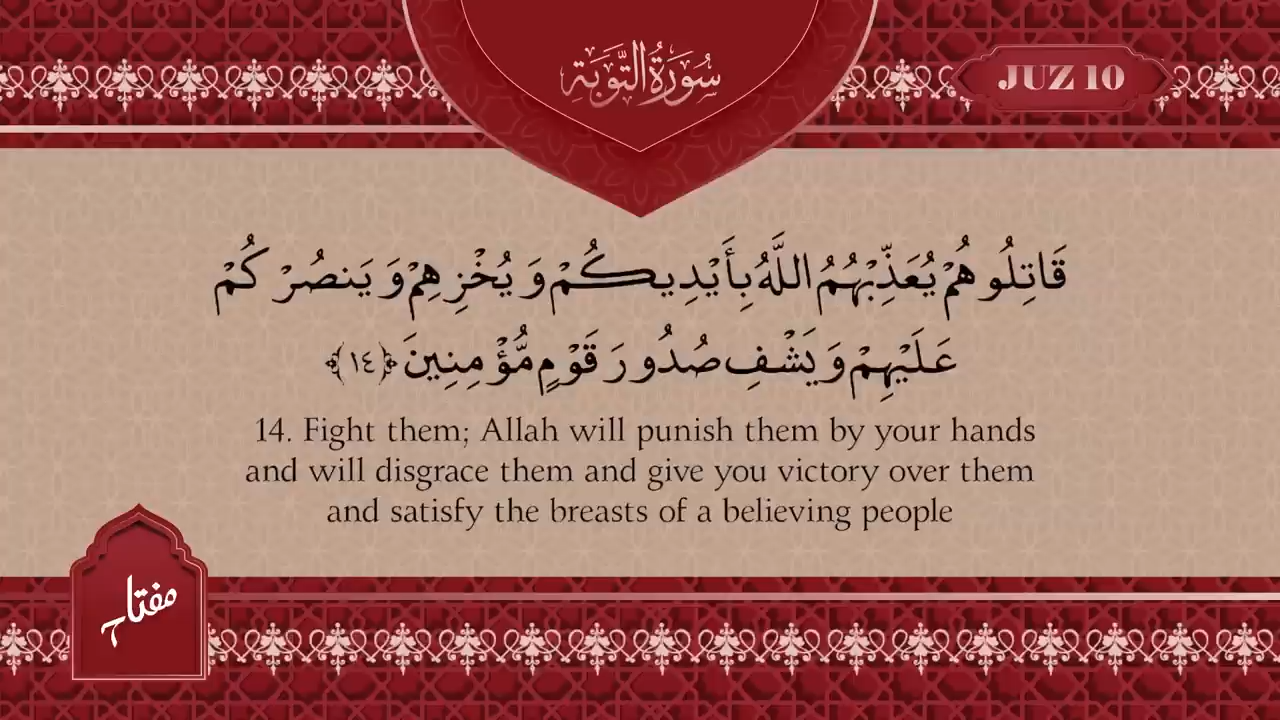 سُورَةُ التَّوْبَةِ
JUZ 10
قَاتِلُوهُمْ يُعَذِّبْهُمُ اللَّهُ بِأَيْدِيكُمْ وَيُخْزِهِمْ وَيَنصُرْكُمْ
عَلَيْهِمْ وَيَشْفِ صُدُورَ قَوْمٍ مُّؤْمِنِينَ ﴿١٤﴾
14. Fight them; Allah will punish them by your hands
and will disgrace them and give you victory over them
and satisfy the breasts of a believing people
مفتاح